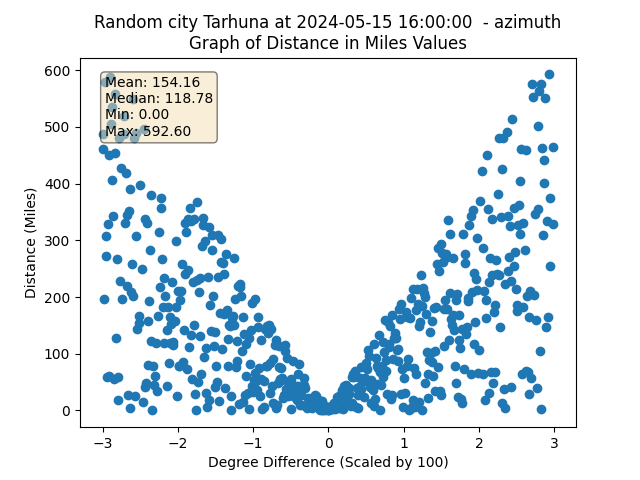 Random city Tarhuna at 2024-05-15 16:00:00 - azimuth
Graph of Distance in Miles Values
Mean: 154.16
Median: 118.78
Min: 0.00
Max: 592.60
Distance (Miles)
600
500
400
300
200
100
0
−3 −2 −1 0 1 2 3
Degree Difference (Scaled by 100)